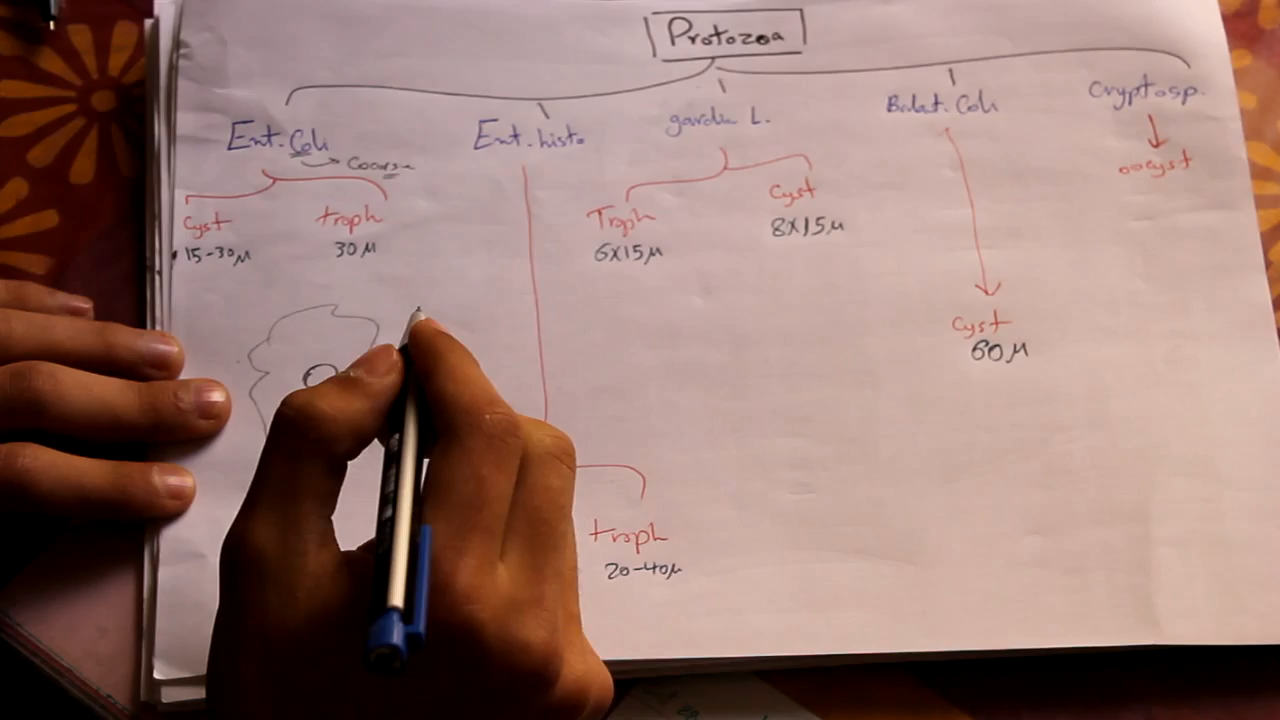 Protozoa
Ent. Coli
Coarse
Cyst
15-30μ
troph
30μ
Ent. histo
troph
20-40μ
gardia L.
Troph
6X15μ
Cyst
8X15μ
Balat. Coli
Cyst
60μ
Cryptosp.
oocyst